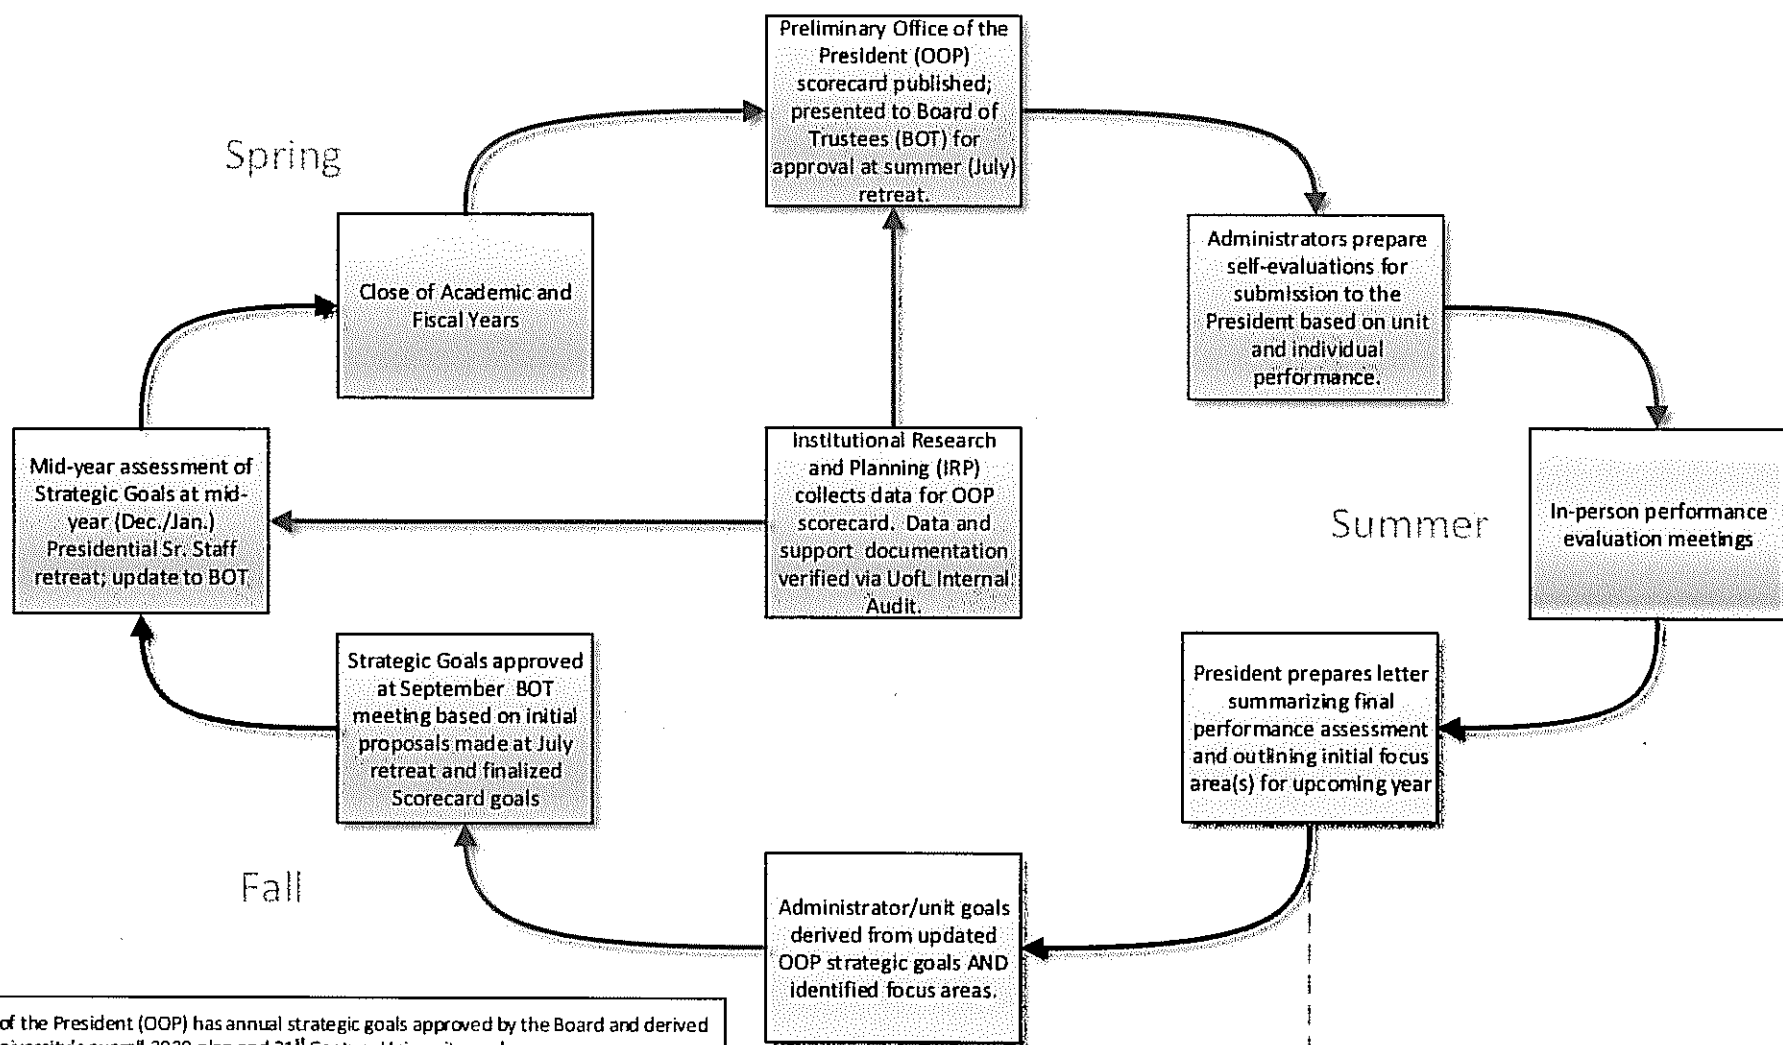 Preliminary Office of the
President (OOP)
scorecard published;
presented to Board of
Trustees (BOT) for
approval at summer (July)
retreat.
Spring
Administrators prepare
self-evaluations for
submission to the
President based on unit
and individual
performance.
Close of Academic and
Fiscal Years
Institutional Research
and Planning (IRP)
collects data for OOP
scorecard. Data and
support documentation
verified via UofL Internal
Audit.
Mid-year assessment of
Strategic Goals at mid-
year (Dec./Jan.)
Presidential Sr. Staff
retreat; update to BOT
Summer
In-person performance
evaluation meetings
Strategic Goals approved
at September BOT
meeting based on initial
proposals made at July
retreat and finalized
Scorecard goals
President prepares letter
summarizing final
performance assessment
and outlining initial focus
area(s) for upcoming year
Fall
Administrator/unit goals
derived from updated
OOP strategic goals AND
identified focus areas.
of the President (OOP) has annual strategic goals approved by the Board and derived